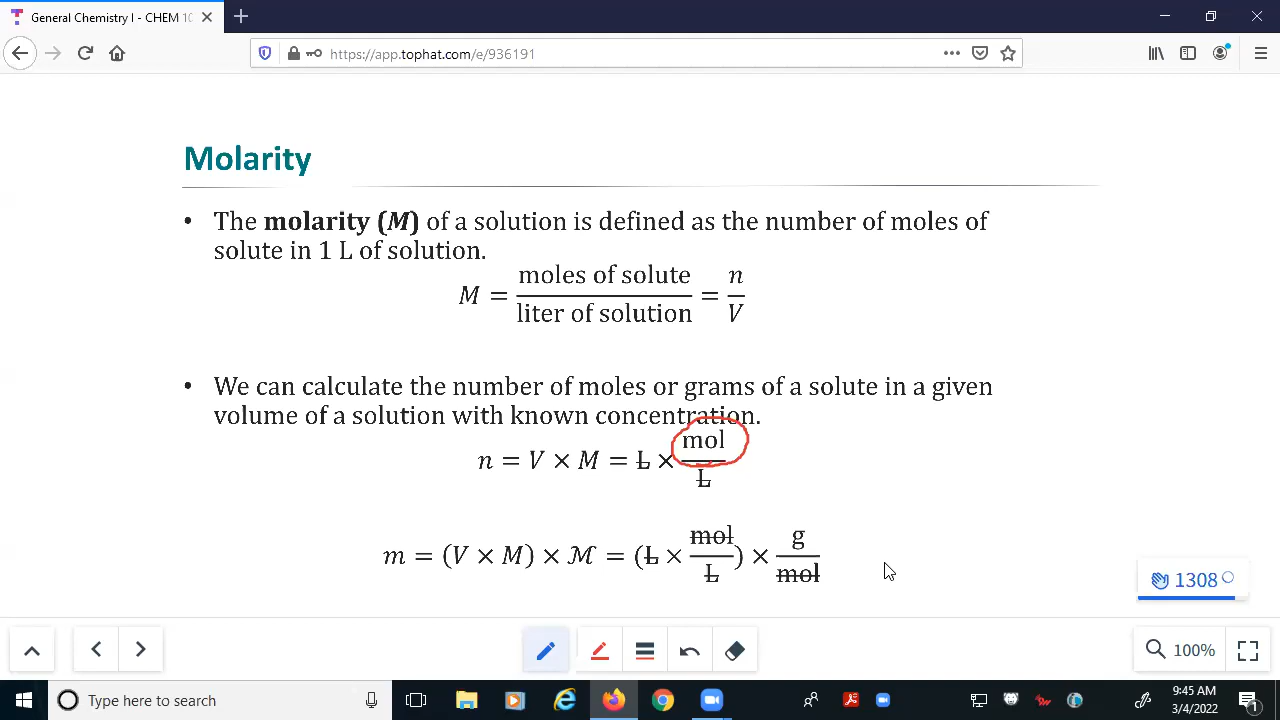 General Chemistry I - CHEM 10
https://app.tophat.com/e/936191
Molarity
• The molarity (M) of a solution is defined as the number of moles of
solute in 1 L of solution.
M = moles of solute / liter of solution = n / V
• We can calculate the number of moles or grams of a solute in a given
volume of a solution with known concentration.
n = V × M = L × mol / L
m = (V × M) × ℳ = (L × mol / L) × g / mol
1308
100%
Type here to search
9:45 AM
3/4/2022
1